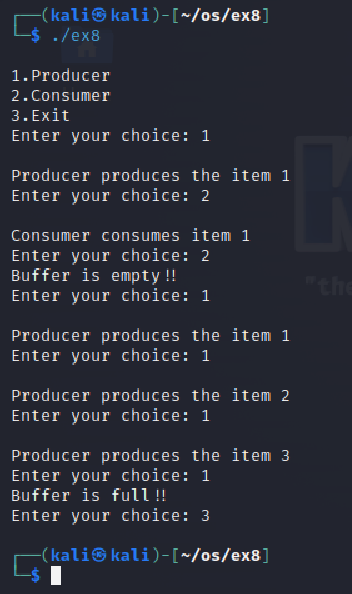 ┌──(kali㉿kali)-[~/os/ex8]
└─$ ./ex8

1.Producer
2.Consumer
3.Exit
Enter your choice: 1

Producer produces the item 1
Enter your choice: 2

Consumer consumes item 1
Enter your choice: 2
Buffer is empty!!
Enter your choice: 1

Producer produces the item 1
Enter your choice: 1

Producer produces the item 2
Enter your choice: 1

Producer produces the item 3
Enter your choice: 1
Buffer is full!!
Enter your choice: 3

┌──(kali㉿kali)-[~/os/ex8]
└─$
"the